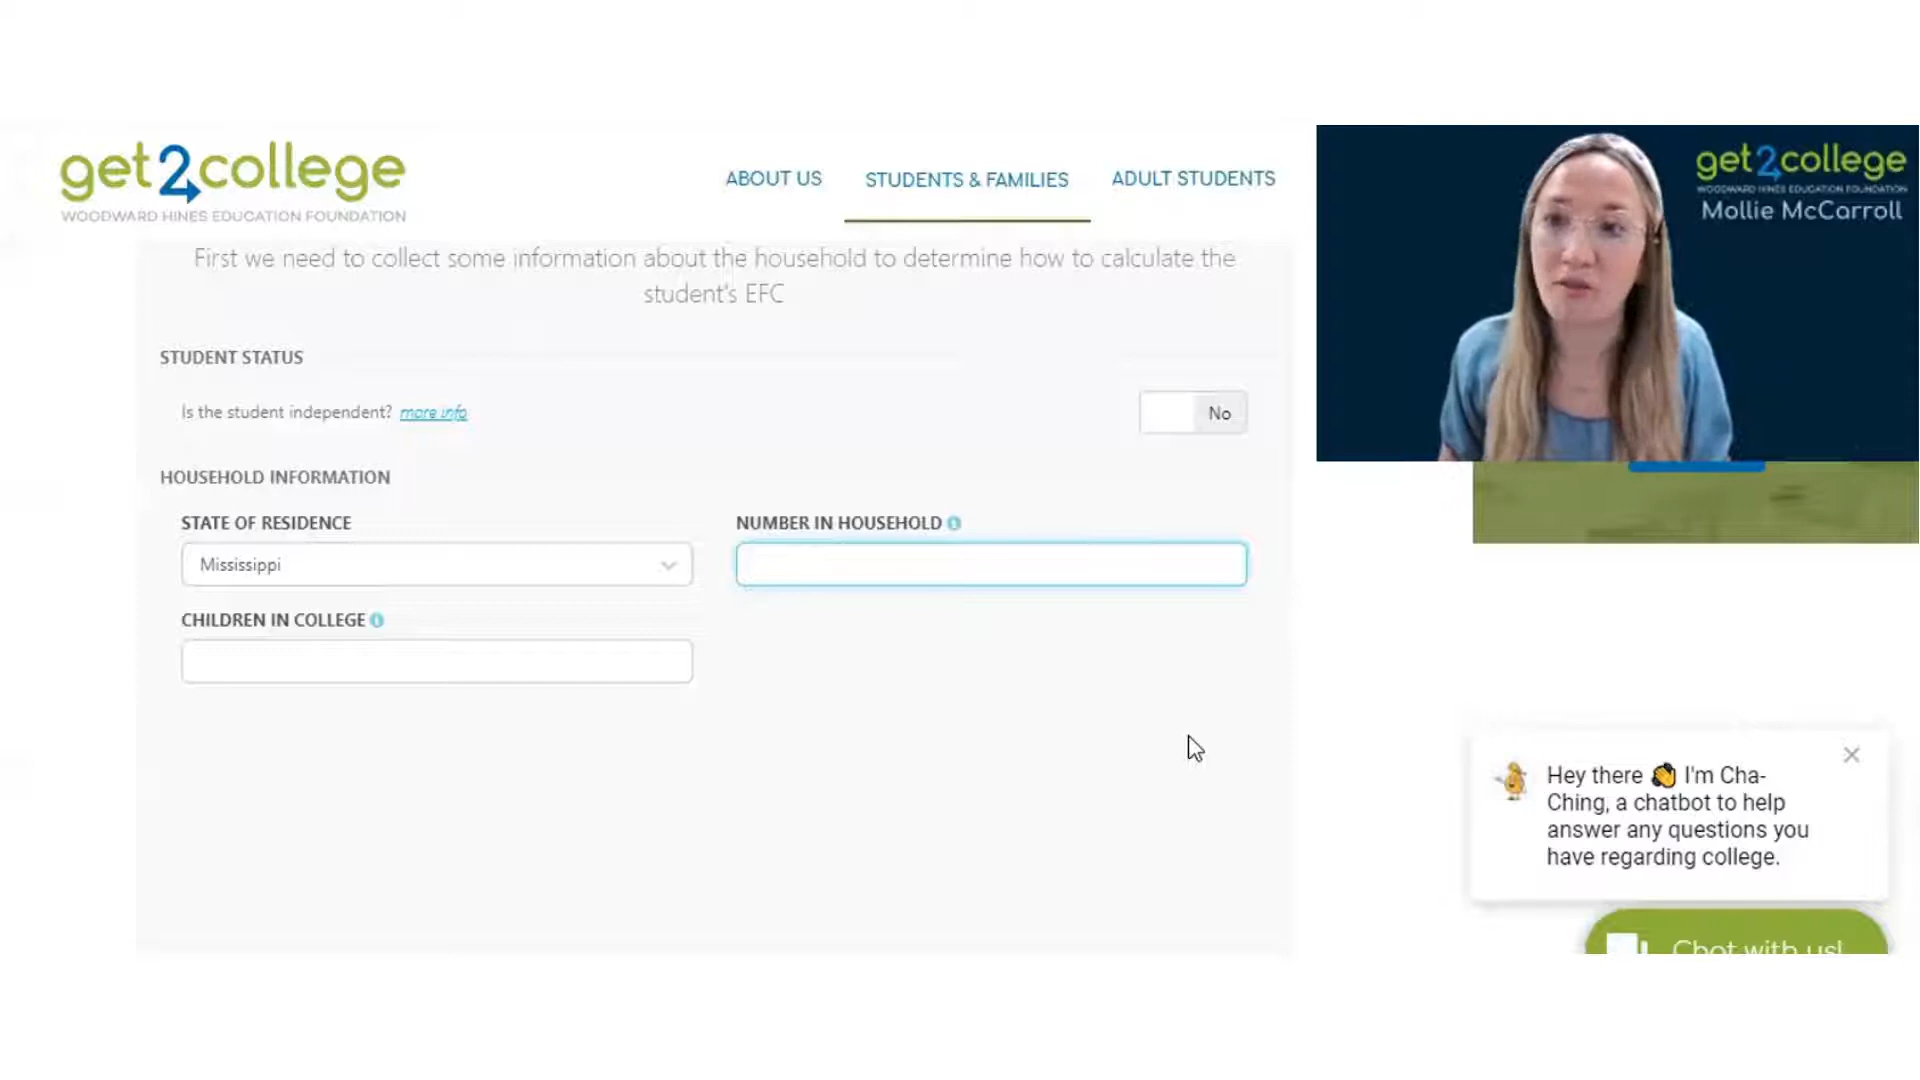 get2college
WOODWARD HINES EDUCATION FOUNDATION
ABOUT US
STUDENTS & FAMILIES
ADULT STUDENTS
First we need to collect some information about the household to determine how to calculate the
student's EFC
STUDENT STATUS
Is the student independent? more info
No
HOUSEHOLD INFORMATION
STATE OF RESIDENCE
Mississippi
NUMBER IN HOUSEHOLD
CHILDREN IN COLLEGE
get2college
WOODWARD HINES EDUCATION FOUNDATION
Mollie McCarroll
Hey there 👋 I'm Cha-
Ching, a chatbot to help
answer any questions you
have regarding college.
Chat with us!